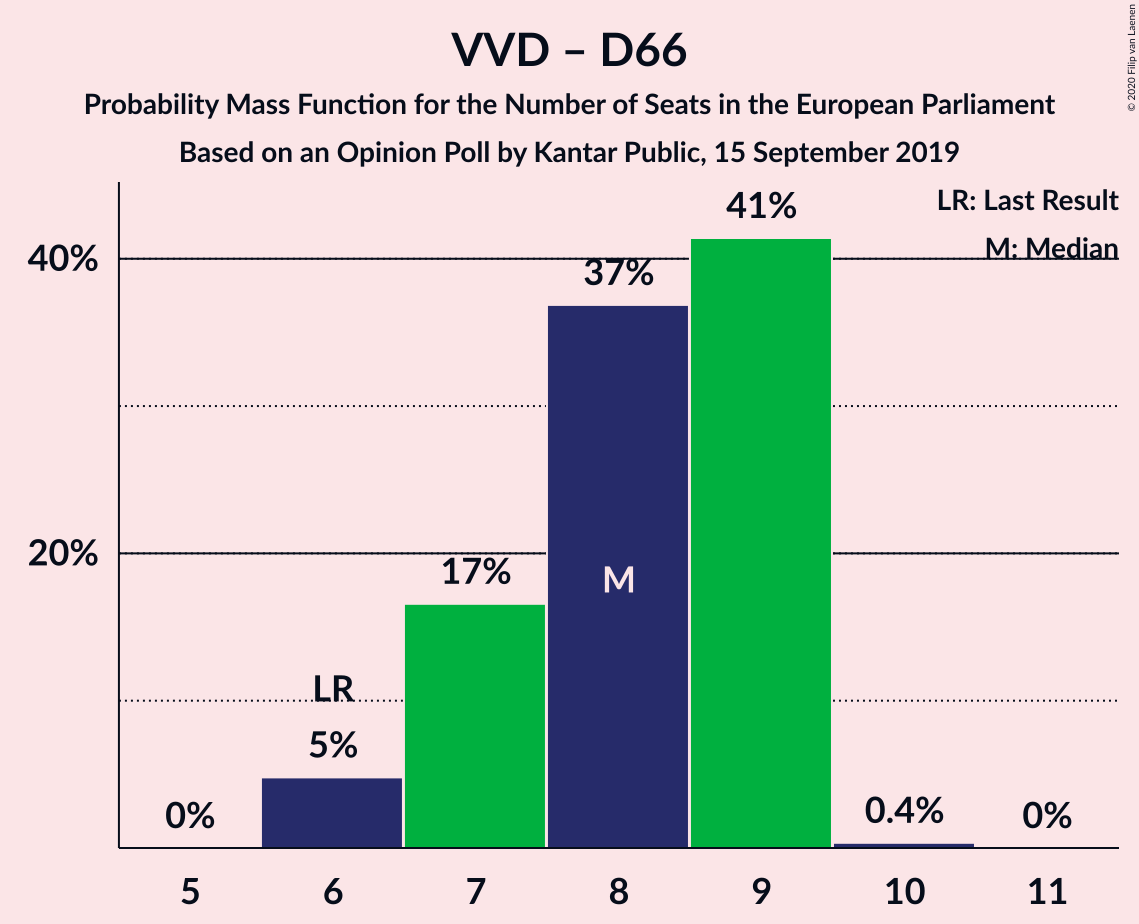 VVD – D66
Probability Mass Function for the Number of Seats in the European Parliament
Based on an Opinion Poll by Kantar Public, 15 September 2019
© 2020 Filip van Laenen
LR: Last Result
M: Median
40%
20%
0%
LR
5%
17%
37%
M
41%
0.4%
0%
5 6 7 8 9 10 11